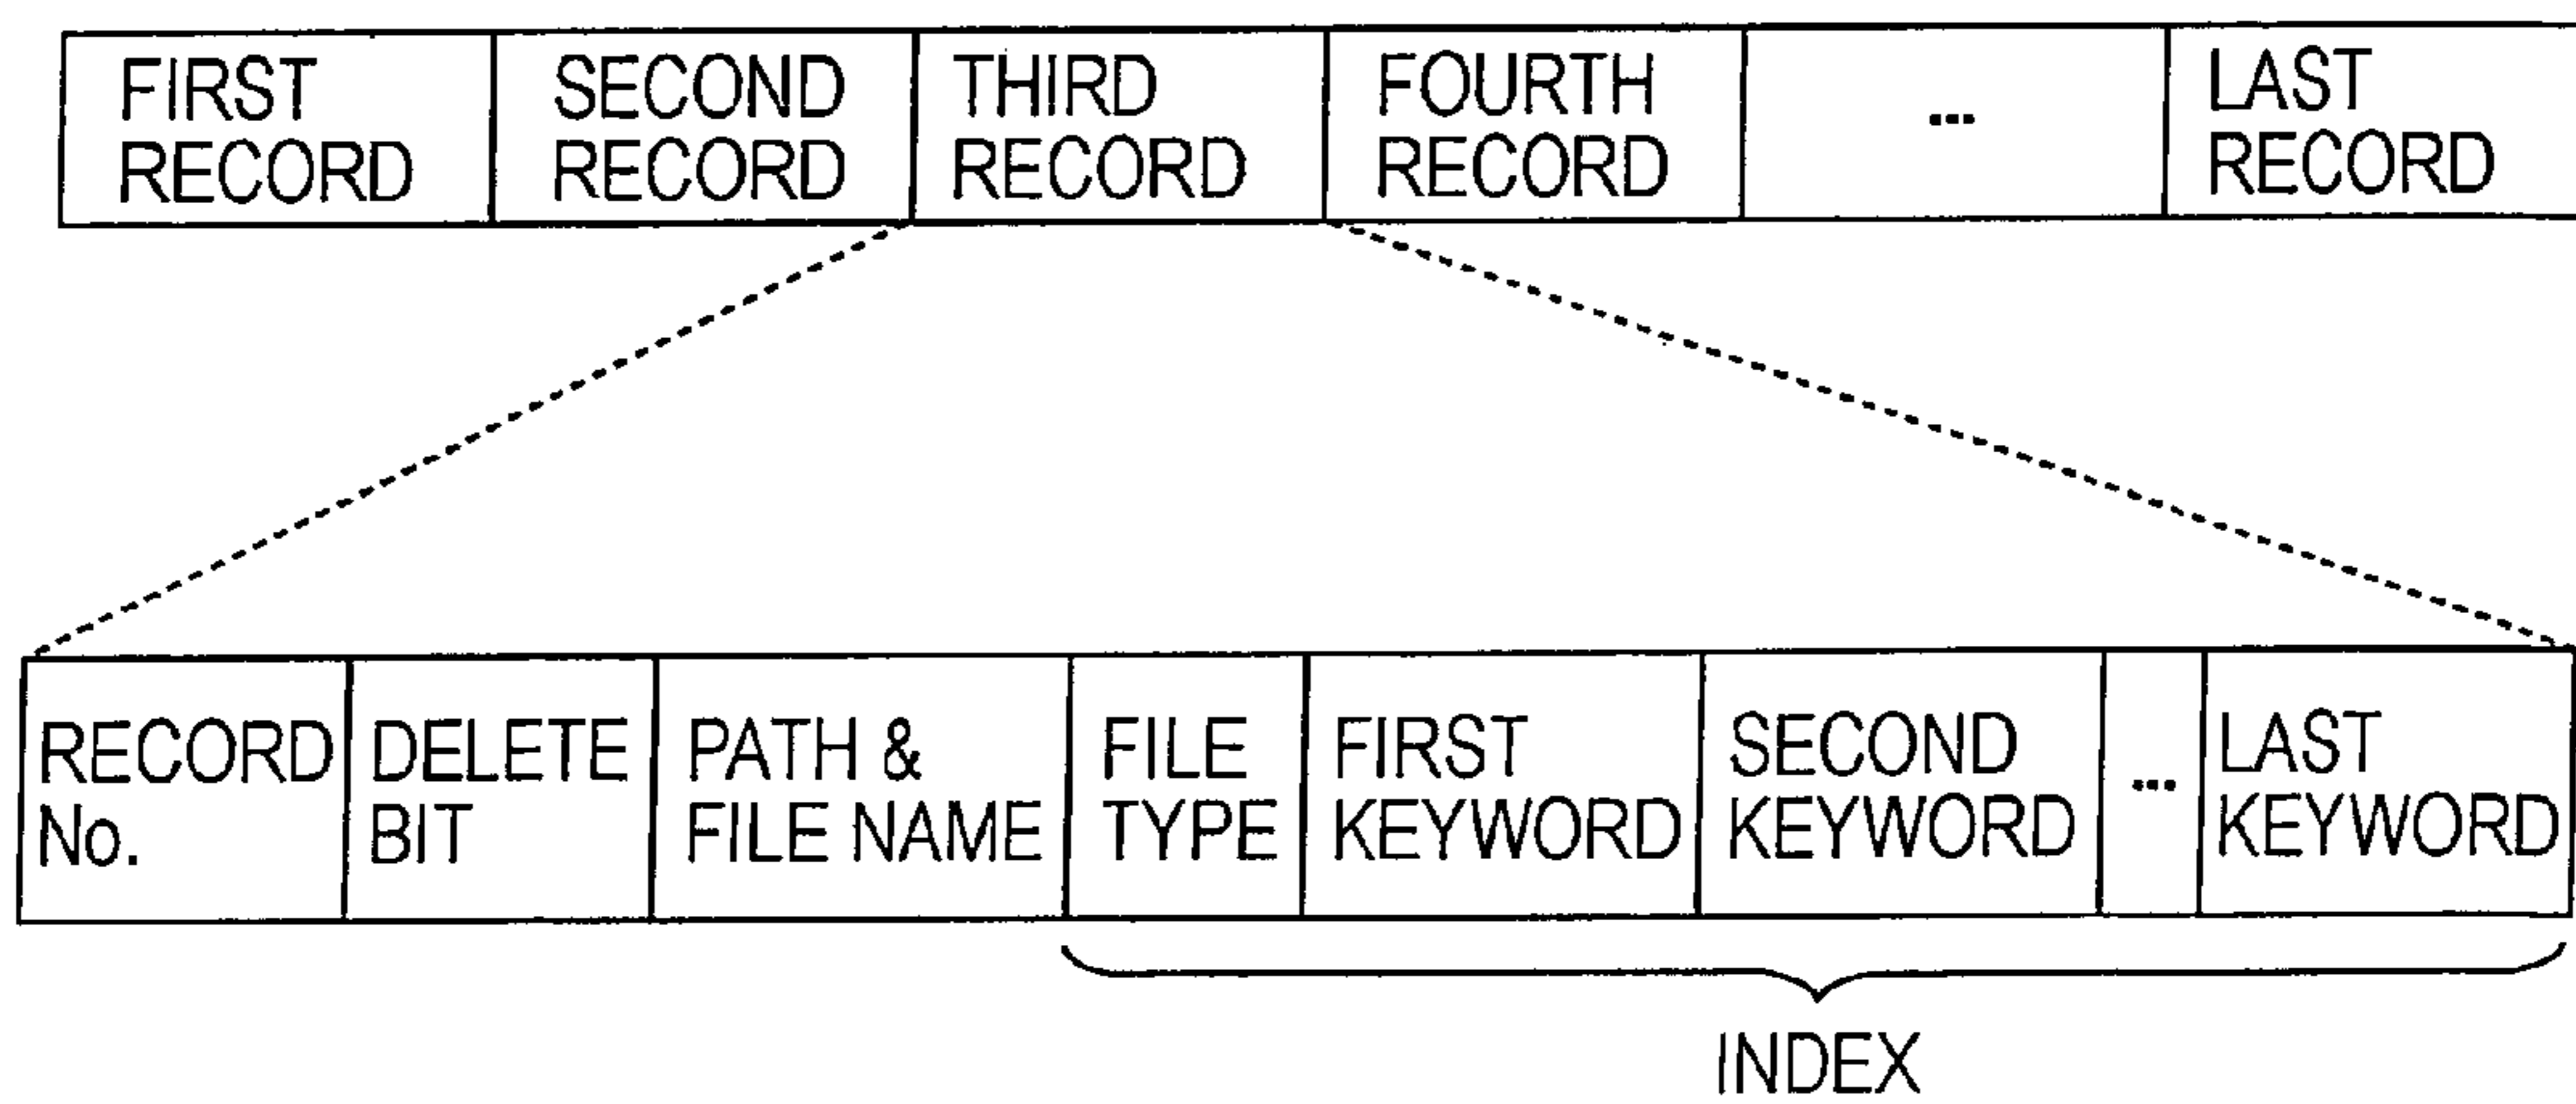 FIRST
RECORD
SECOND
RECORD
THIRD
RECORD
FOURTH
RECORD
...
LAST
RECORD
RECORD
No.
DELETE
BIT
PATH &
FILE NAME
FILE
TYPE
FIRST
KEYWORD
SECOND
KEYWORD
...
LAST
KEYWORD
INDEX